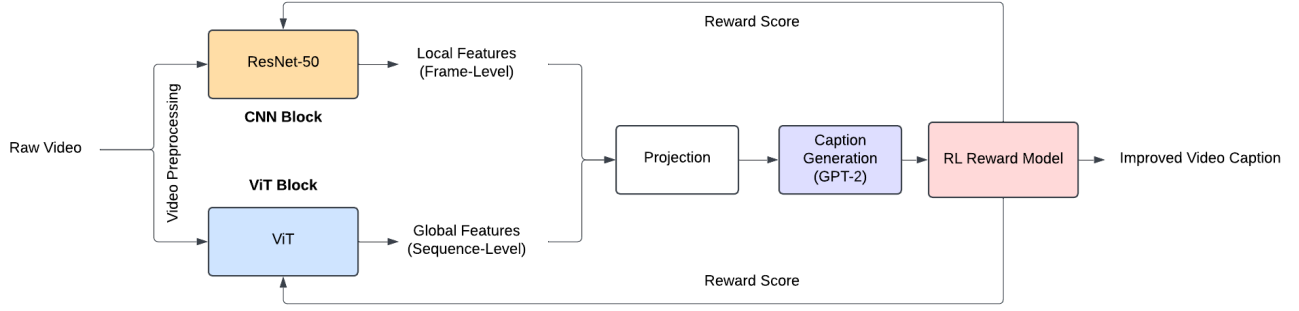 Reward Score
ResNet-50
CNN Block
Local Features
(Frame-Level)
Raw Video
Video Preprocessing
ViT Block
ViT
Global Features
(Sequence-Level)
Projection
Caption
Generation
(GPT-2)
RL Reward Model
Improved Video Caption
Reward Score